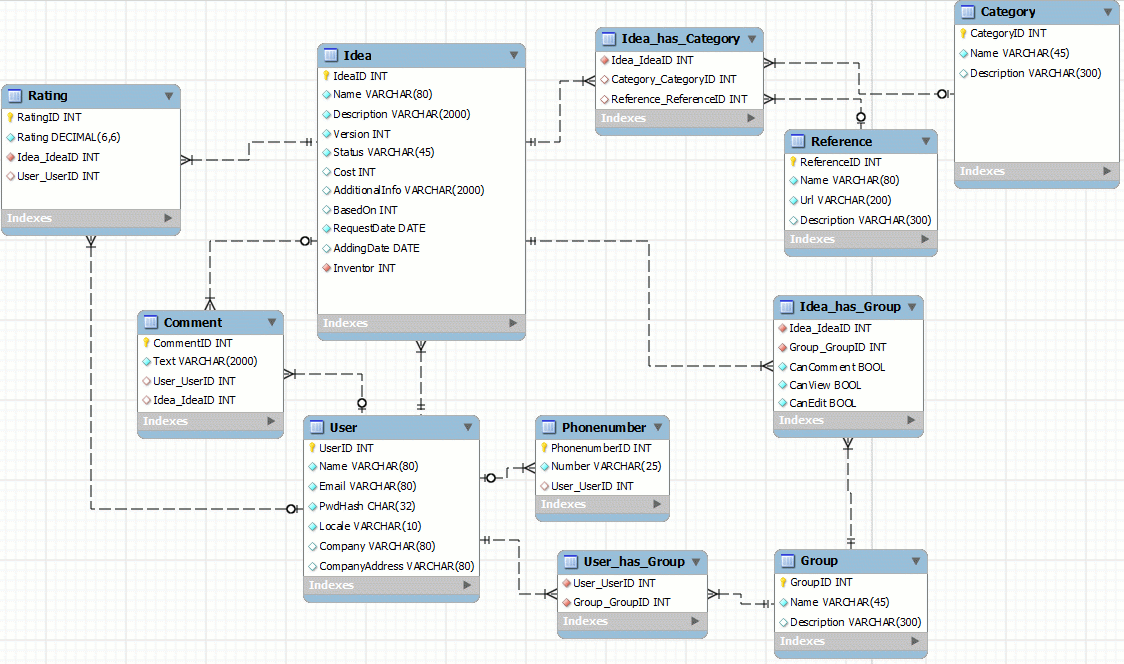 Rating
RatingID INT
Rating DECIMAL(6,6)
Idea_IdeaID INT
User_UserID INT
Indexes
Idea
IdeaID INT
Name VARCHAR(80)
Description VARCHAR(2000)
Version INT
Status VARCHAR(45)
Cost INT
AdditionalInfo VARCHAR(2000)
BasedOn INT
RequestDate DATE
AddingDate DATE
Inventor INT
Indexes
Idea_has_Category
Idea_IdeaID INT
Category_CategoryID INT
Reference_ReferenceID INT
Indexes
Category
CategoryID INT
Name VARCHAR(45)
Description VARCHAR(300)
Indexes
Reference
ReferenceID INT
Name VARCHAR(80)
Url VARCHAR(200)
Description VARCHAR(300)
Indexes
Comment
CommentID INT
Text VARCHAR(2000)
User_UserID INT
Idea_IdeaID INT
Indexes
Idea_has_Group
Idea_IdeaID INT
Group_GroupID INT
CanComment BOOL
CanView BOOL
CanEdit BOOL
Indexes
User
UserID INT
Name VARCHAR(80)
Email VARCHAR(80)
PwdHash CHAR(32)
Locale VARCHAR(10)
Company VARCHAR(80)
CompanyAddress VARCHAR(80)
Indexes
Phonenumber
PhonenumberID INT
Number VARCHAR(25)
User_UserID INT
Indexes
User_has_Group
User_UserID INT
Group_GroupID INT
Indexes
Group
GroupID INT
Name VARCHAR(45)
Description VARCHAR(300)
Indexes